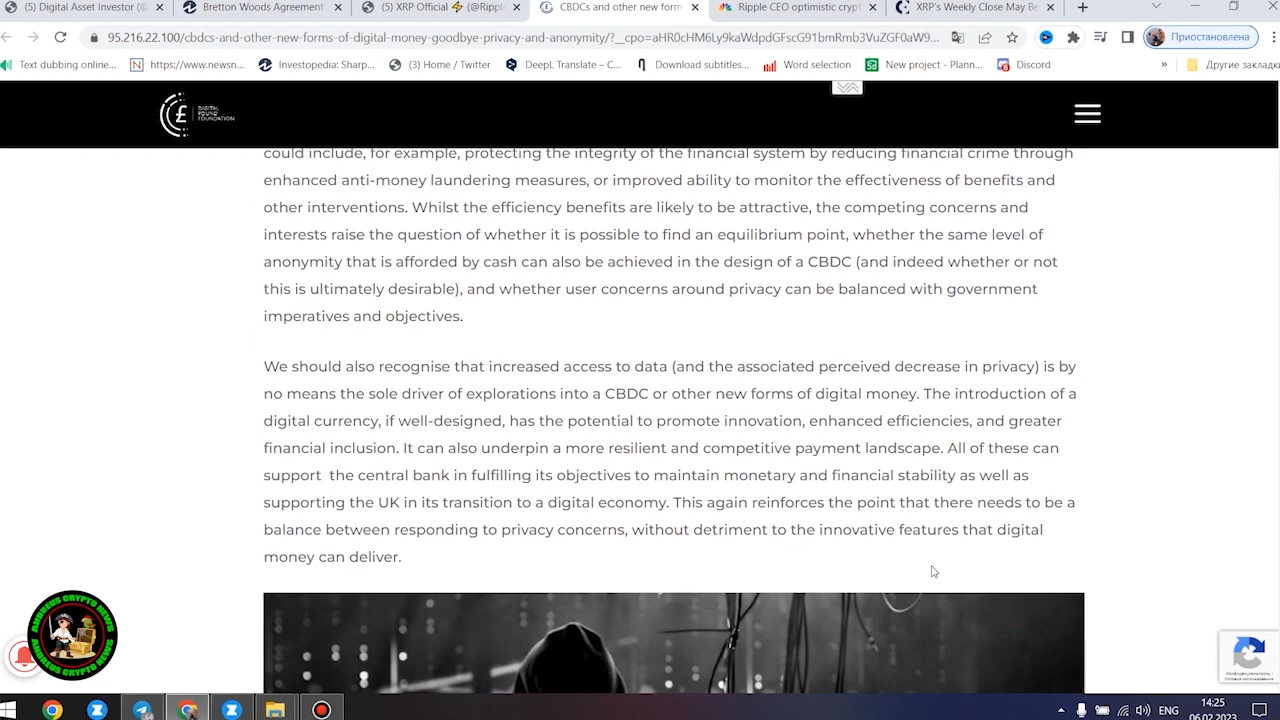 (5) Digital Asset Investor (@
Bretton Woods Agreement
(5) XRP Official ⚡ (@Ripple
CBDCs and other new form
Ripple CEO optimistic crypt
XRP's Weekly Close May Be
95.216.22.100/cbdcs-and-other-new-forms-of-digital-money-goodbye-privacy-and-anonymity/?__cpo=aHR0cHM6Ly9kaWdpdGFscG91bmRmb3VuZGF0aW9...
Приостановлена
Text dubbing online...
https://www.newsn...
Investopedia: Sharp...
(3) Home / Twitter
DeepL Translate – C...
Download subtitles...
Word selection
New project - Plann...
Discord
»
Другие закладки
DIGITAL
POUND
FOUNDATION
could include, for example, protecting the integrity of the financial system by reducing financial crime through
enhanced anti-money laundering measures, or improved ability to monitor the effectiveness of benefits and
other interventions. Whilst the efficiency benefits are likely to be attractive, the competing concerns and
interests raise the question of whether it is possible to find an equilibrium point, whether the same level of
anonymity that is afforded by cash can also be achieved in the design of a CBDC (and indeed whether or not
this is ultimately desirable), and whether user concerns around privacy can be balanced with government
imperatives and objectives.
We should also recognise that increased access to data (and the associated perceived decrease in privacy) is by
no means the sole driver of explorations into a CBDC or other new forms of digital money. The introduction of a
digital currency, if well-designed, has the potential to promote innovation, enhanced efficiencies, and greater
financial inclusion. It can also underpin a more resilient and competitive payment landscape. All of these can
support the central bank in fulfilling its objectives to maintain monetary and financial stability as well as
supporting the UK in its transition to a digital economy. This again reinforces the point that there needs to be a
balance between responding to privacy concerns, without detriment to the innovative features that digital
money can deliver.
ANDREUS CRYPTO NEWS
ANDREUS CRYPTO NEWS
Конфиденциальность -
Условия использования
ENG
14:25
06.02.2023